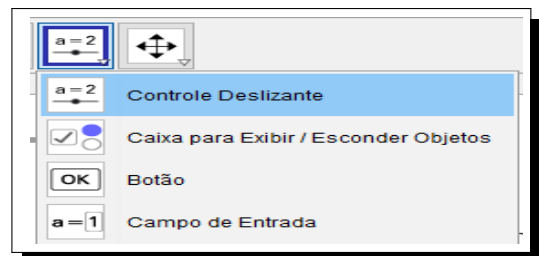 a=2
a=2 Controle Deslizante
Caixa para Exibir / Esconder Objetos
OK Botão
a=1 Campo de Entrada